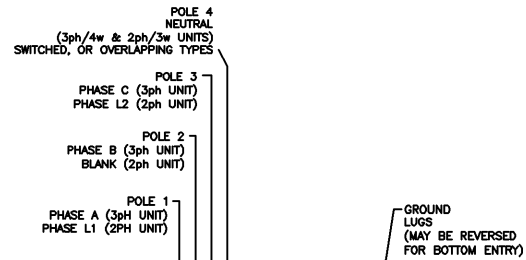 POLE 4
NEUTRAL
(3ph/4w & 2ph/3w UNITS)
SWITCHED, OR OVERLAPPING TYPES
POLE 3
PHASE C (3ph UNIT)
PHASE L2 (2ph UNIT)
POLE 2
PHASE B (3ph UNIT)
BLANK (2ph UNIT)
POLE 1
PHASE A (3pH UNIT)
PHASE L1 (2PH UNIT)
GROUND
LUGS
(MAY BE REVERSED
FOR BOTTOM ENTRY)